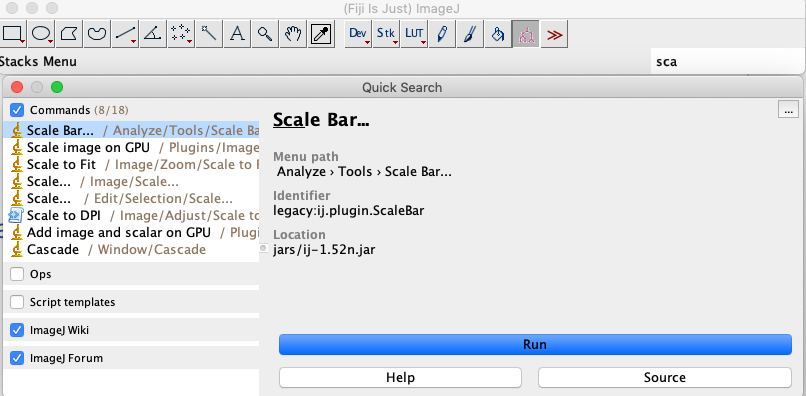 (Fiji Is Just) ImageJ
A Dev Stk LUT >>
Stacks Menu
sca
Quick Search
Commands (8/18)
Scale Bar... / Analyze/Tools/Scale Ba
Scale image on GPU / Plugins/Image
Scale to Fit / Image/Zoom/Scale to F
Scale... / Image/Scale...
Scale... / Edit/Selection/Scale...
Scale to DPI / Image/Adjust/Scale to
Add image and scalar on GPU / Plugi
Cascade / Window/Cascade
Ops
Script templates
ImageJ Wiki
ImageJ Forum
Scale Bar...
...
Menu path
Analyze › Tools › Scale Bar...
Identifier
legacy:ij.plugin.ScaleBar
Location
jars/ij-1.52n.jar
Run
Help
Source